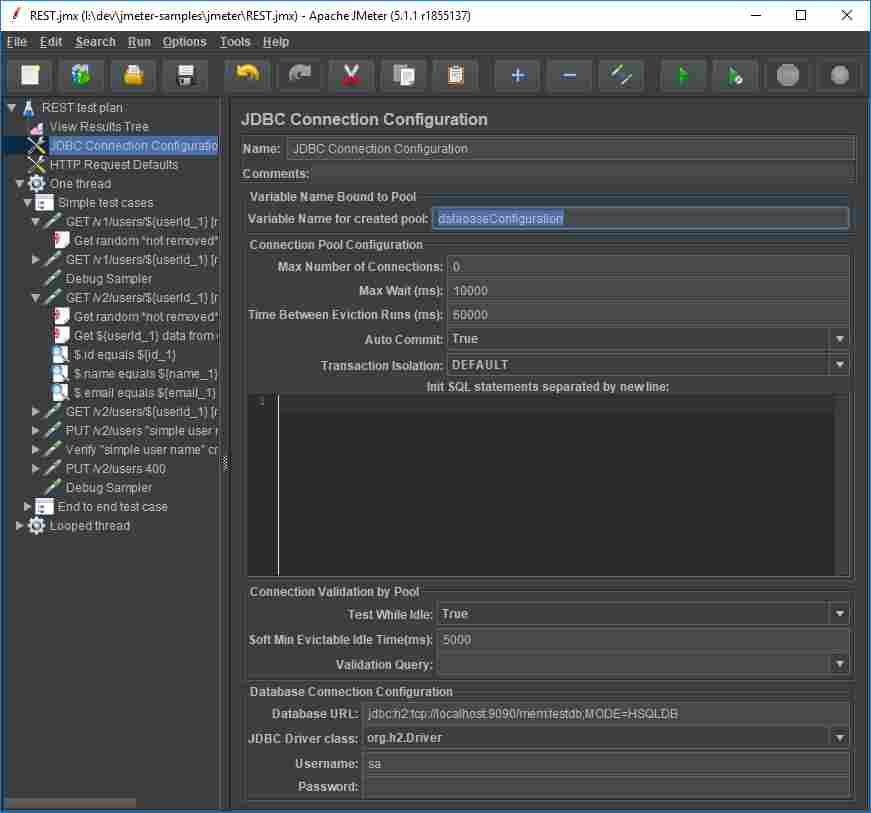 REST.jmx (I:\dev\jmeter-samples\jmeter\REST.jmx) - Apache JMeter (5.1.1 r1855137)
File Edit Search Run Options Tools Help
REST test plan
View Results Tree
JDBC Connection Configuratio
HTTP Request Defaults
One thread
Simple test cases
GET /v1/users/${userId_1} [r
Get random "not removed"
GET /v1/users/${userId_1} [r
Debug Sampler
GET /v2/users/${userId_1} [r
Get random "not removed"
Get ${userId_1} data from
$.id equals ${id_1}
$.name equals ${name_1}
$.email equals ${email_1}
GET /v2/users/${userId_1} [r
PUT /v2/users "simple user r
Verify "simple user name" cr
PUT /v2/users 400
Debug Sampler
End to end test case
Looped thread
JDBC Connection Configuration
Name: JDBC Connection Configuration
Comments:
Variable Name Bound to Pool
Variable Name for created pool: databaseConfiguration
Connection Pool Configuration
Max Number of Connections: 0
Max Wait (ms): 10000
Time Between Eviction Runs (ms): 60000
Auto Commit: True
Transaction Isolation: DEFAULT
Init SQL statements separated by new line:
1
Connection Validation by Pool
Test While Idle: True
Soft Min Evictable Idle Time(ms): 5000
Validation Query:
Database Connection Configuration
Database URL: jdbc:h2:tcp://localhost:9090/mem:testdb;MODE=HSQLDB
JDBC Driver class: org.h2.Driver
Username: sa
Password: